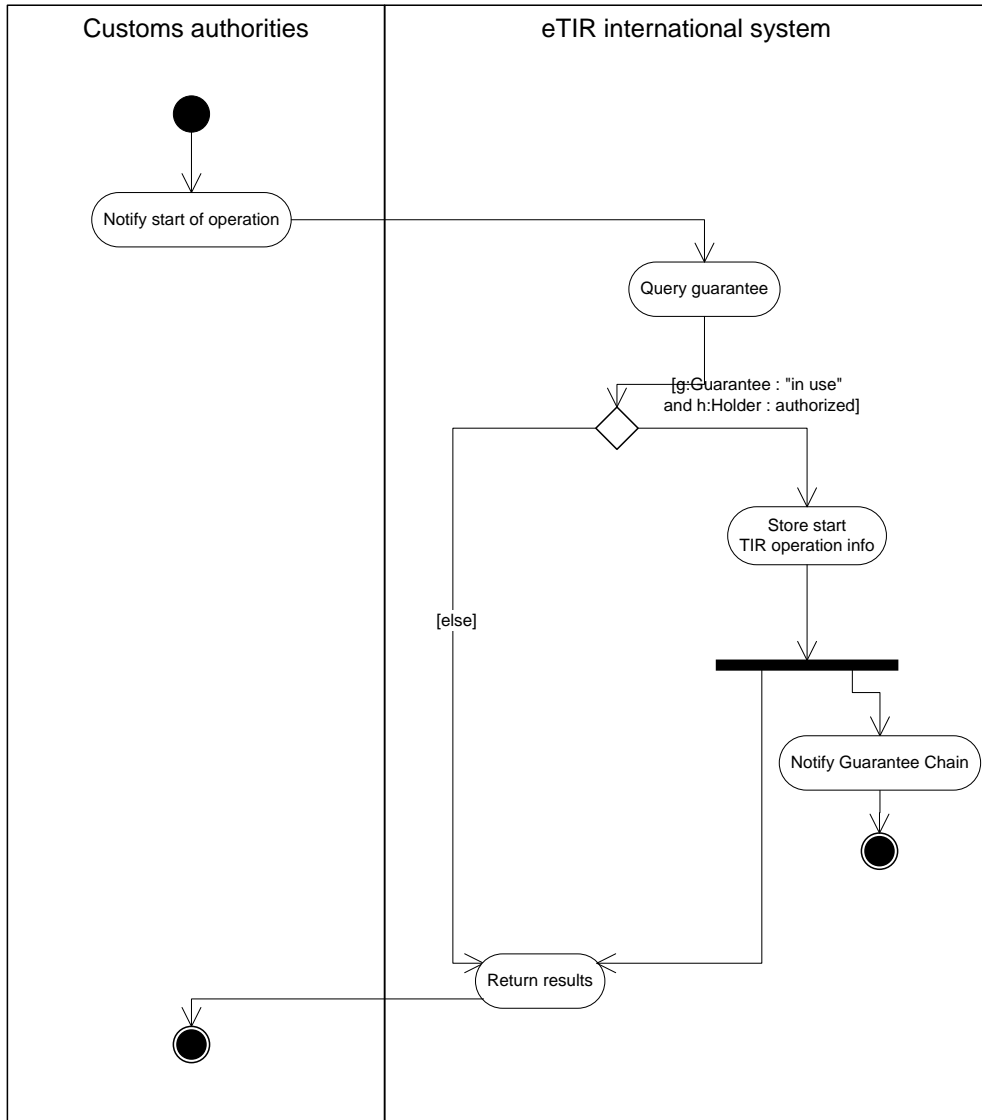 Customs authorities
eTIR international system
Notify start of operation
Query guarantee
[g:Guarantee : "in use"
and h:Holder : authorized]
Store start
TIR operation info
[else]
Notify Guarantee Chain
Return results